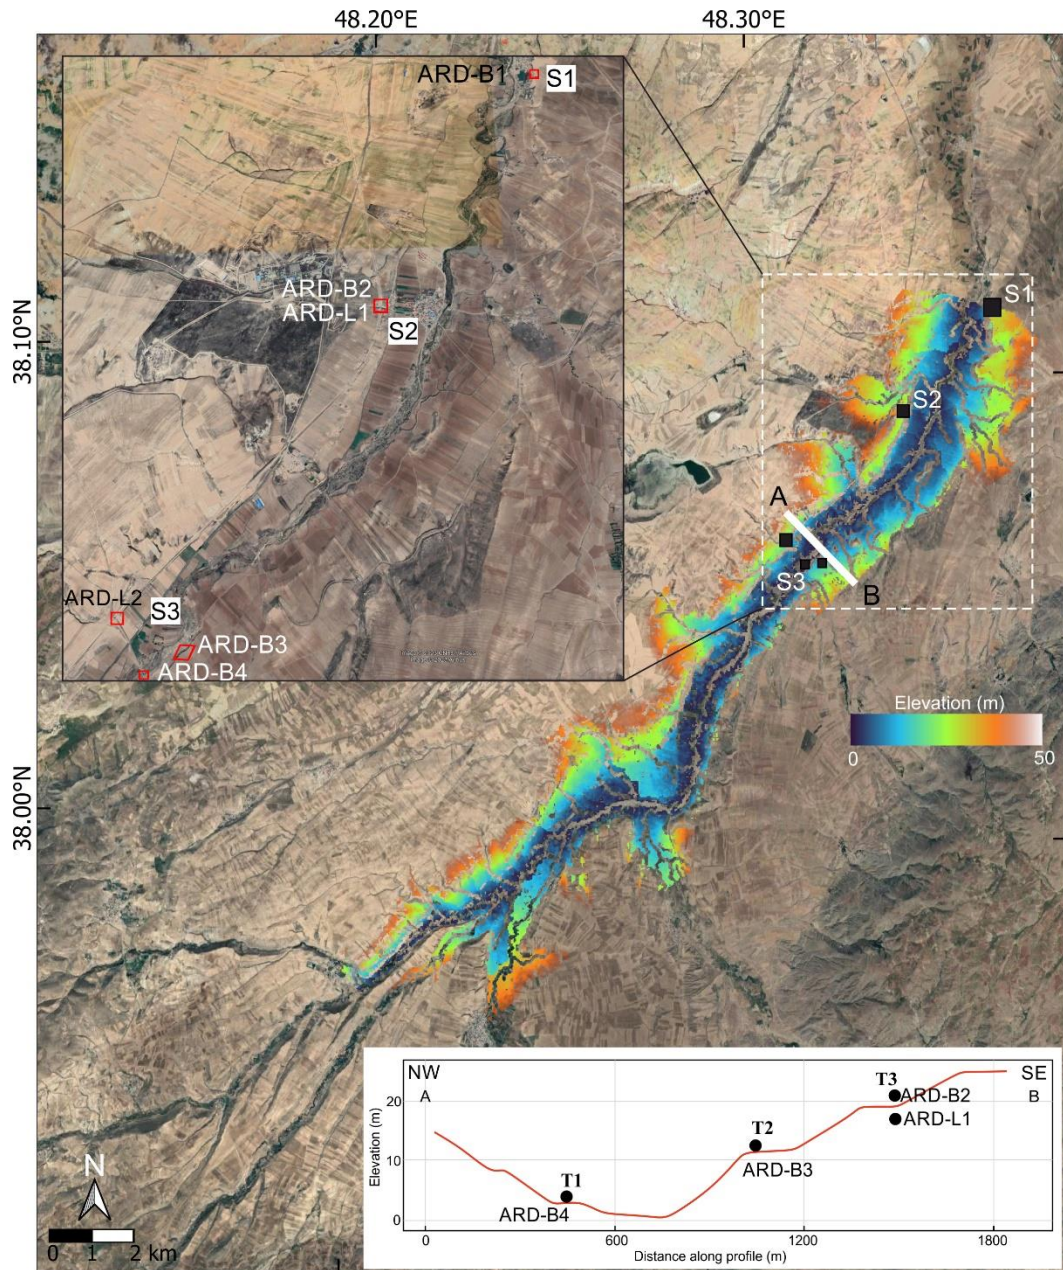 48.20°E
48.30°E
38.10°N
38.00°N
ARD-B1
S1
ARD-B2
ARD-L1
S2
ARD-L2
S3
ARD-B3
ARD-B4
S1
S2
A
S3
B
Elevation (m)
0
50
N
0
1
2 km
NW
SE
A
B
T3
ARD-B2
ARD-L1
T2
ARD-B3
T1
ARD-B4
Elevation (m)
20
10
0
0
600
1200
1800
Distance along profile (m)